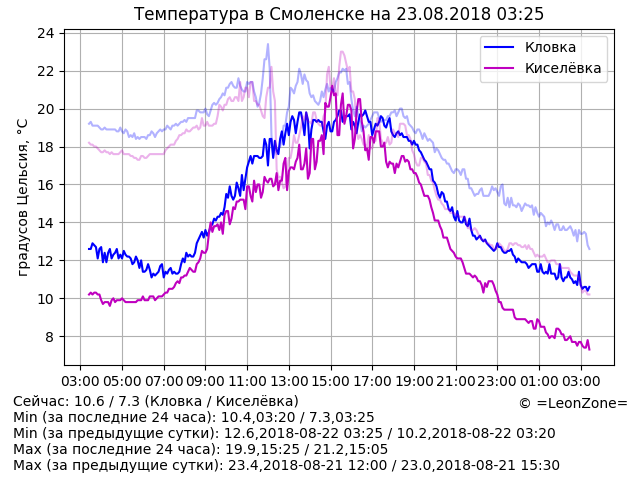 Температура в Смоленске на 23.08.2018 03:25
24
22
20
18
16
14
12
10
8
градусов Цельсия, °C
Кловка
Киселёвка
03:00 05:00 07:00 09:00 11:00 13:00 15:00 17:00 19:00 21:00 23:00 01:00 03:00
Сейчас: 10.6 / 7.3 (Кловка / Киселёвка)
© =LeonZone=
Min (за последние 24 часа): 10.4,03:20 / 7.3,03:25
Min (за предыдущие сутки): 12.6,2018-08-22 03:25 / 10.2,2018-08-22 03:20
Max (за последние 24 часа): 19.9,15:25 / 21.2,15:05
Max (за предыдущие сутки): 23.4,2018-08-21 12:00 / 23.0,2018-08-21 15:30